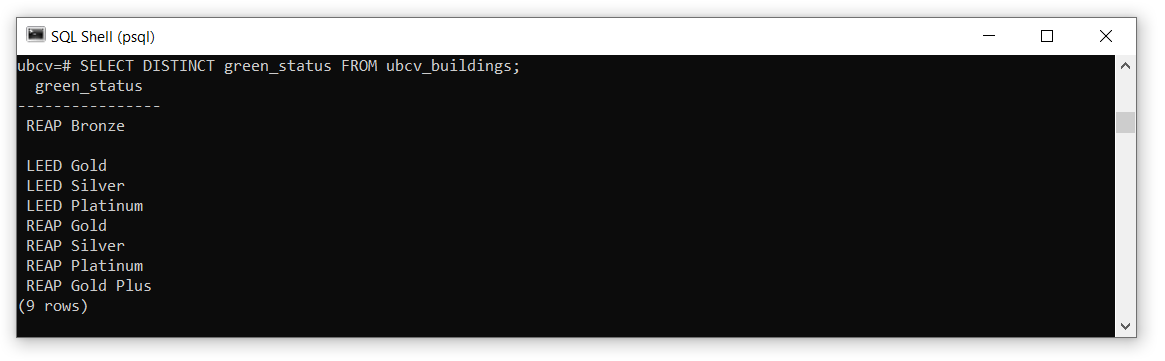 SQL Shell (psql)
ubcv=# SELECT DISTINCT green_status FROM ubcv_buildings;
green_status
----------------
REAP Bronze
LEED Gold
LEED Silver
LEED Platinum
REAP Gold
REAP Silver
REAP Platinum
REAP Gold Plus
(9 rows)